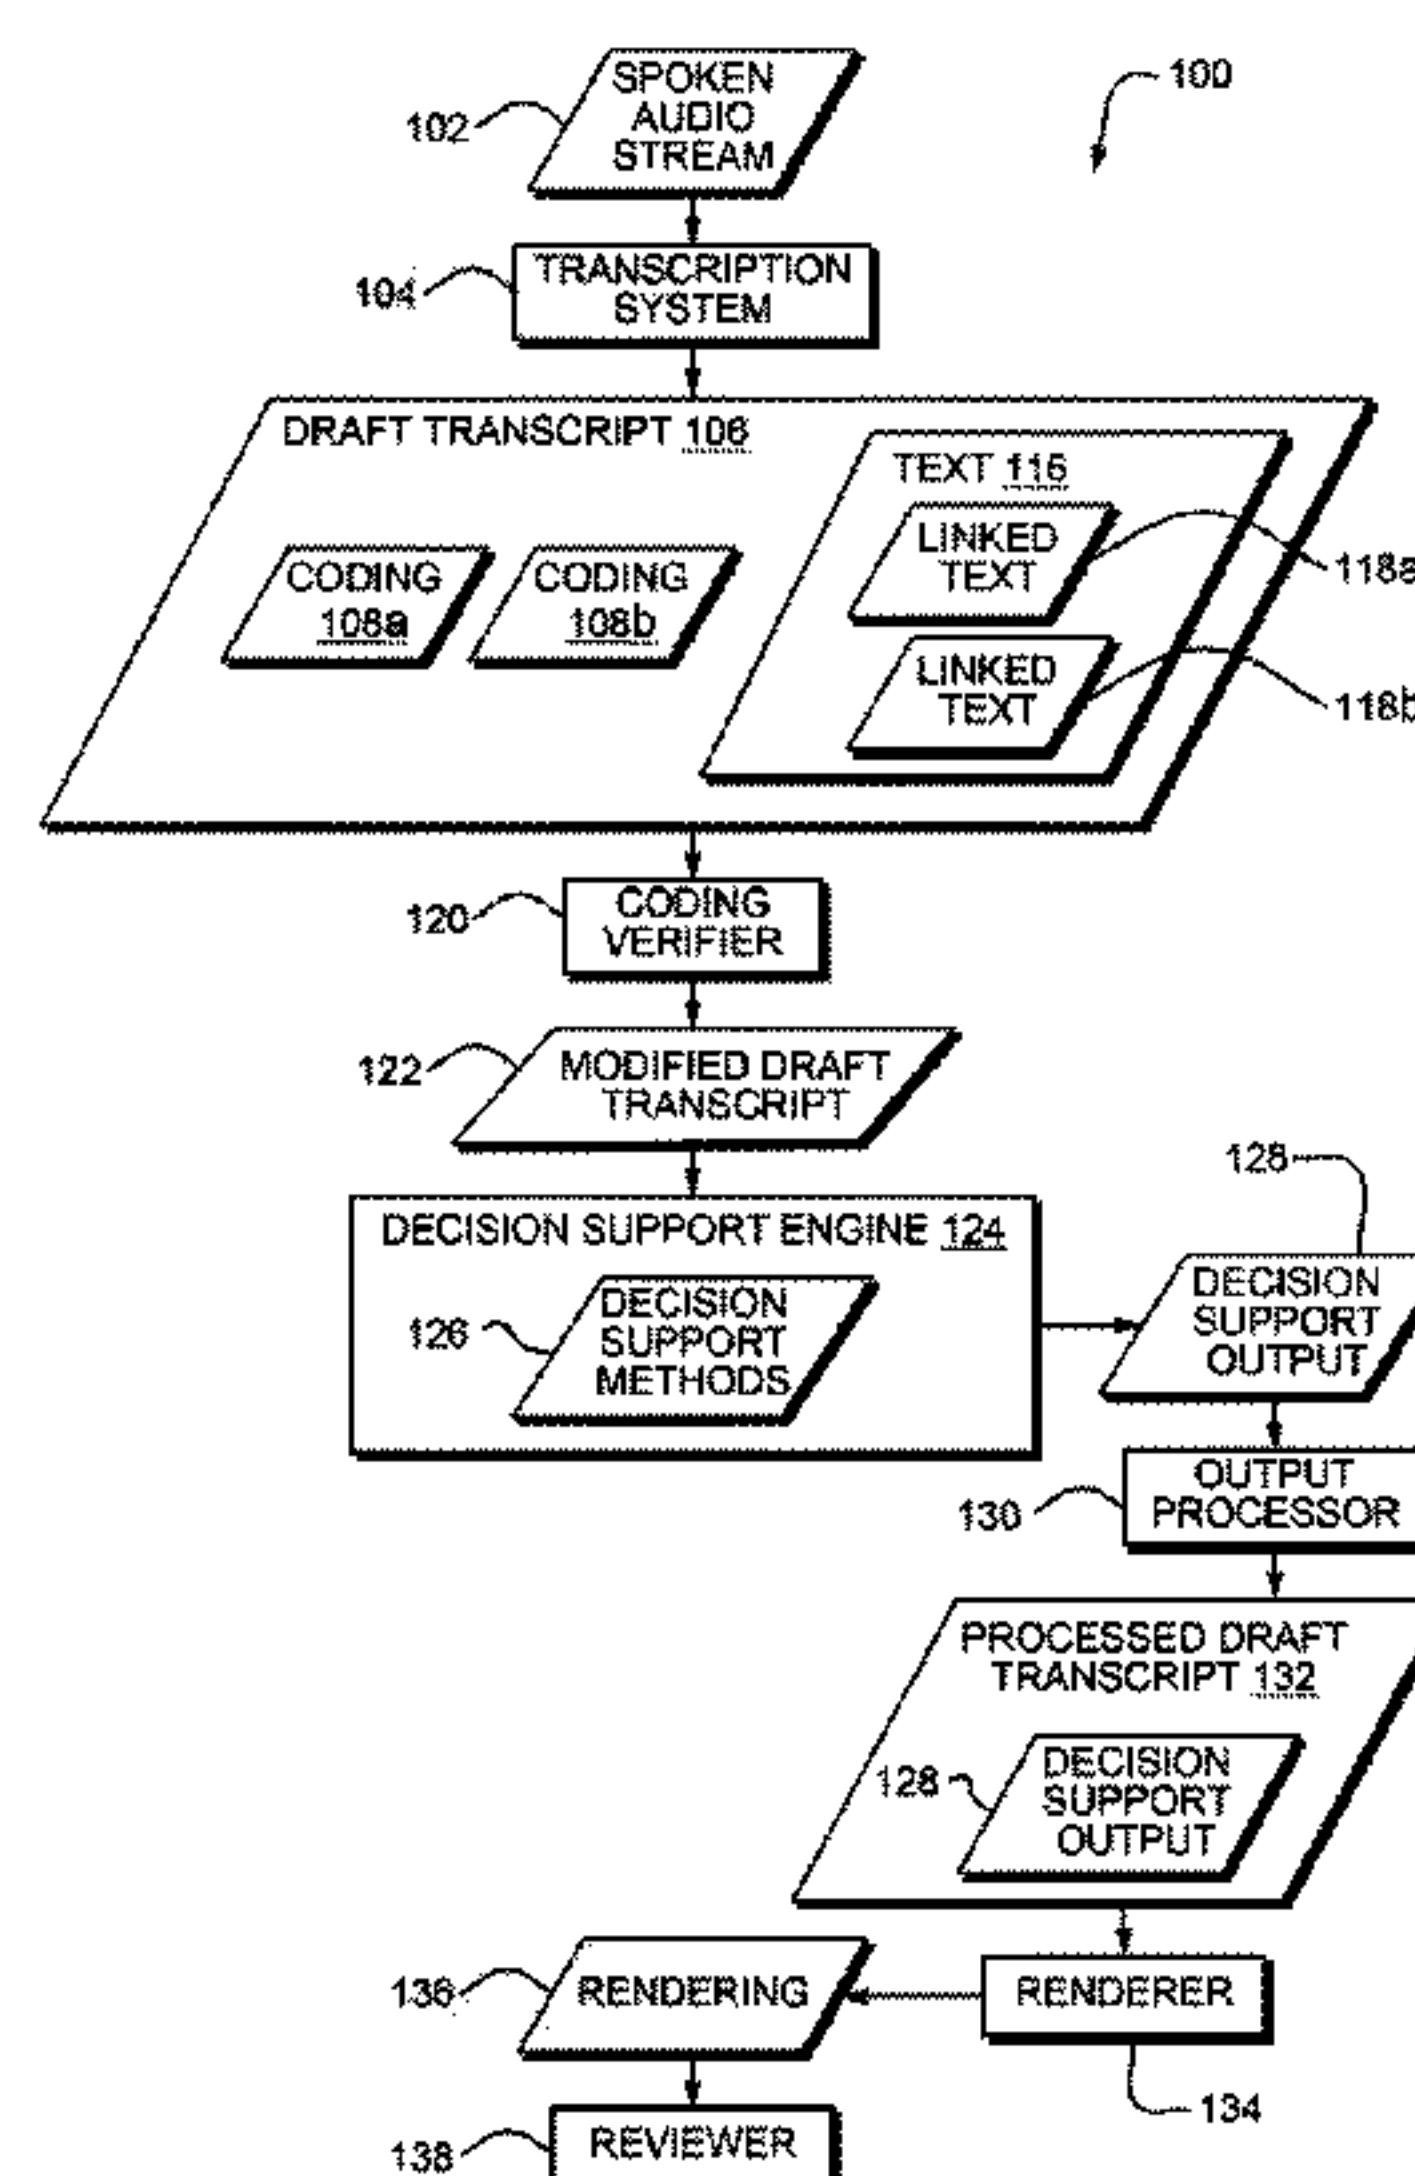 100
SPOKEN
AUDIO
STREAM
102
TRANSCRIPTION
SYSTEM
104
DRAFT TRANSCRIPT 106
TEXT 116
LINKED
TEXT
118a
CODING
108a
CODING
108b
LINKED
TEXT
118b
CODING
VERIFIER
120
MODIFIED DRAFT
TRANSCRIPT
122
DECISION SUPPORT ENGINE 124
DECISION
SUPPORT
METHODS
126
128
DECISION
SUPPORT
OUTPUT
OUTPUT
PROCESSOR
130
PROCESSED DRAFT
TRANSCRIPT 132
DECISION
SUPPORT
OUTPUT
128
RENDERING
136
RENDERER
134
REVIEWER
138